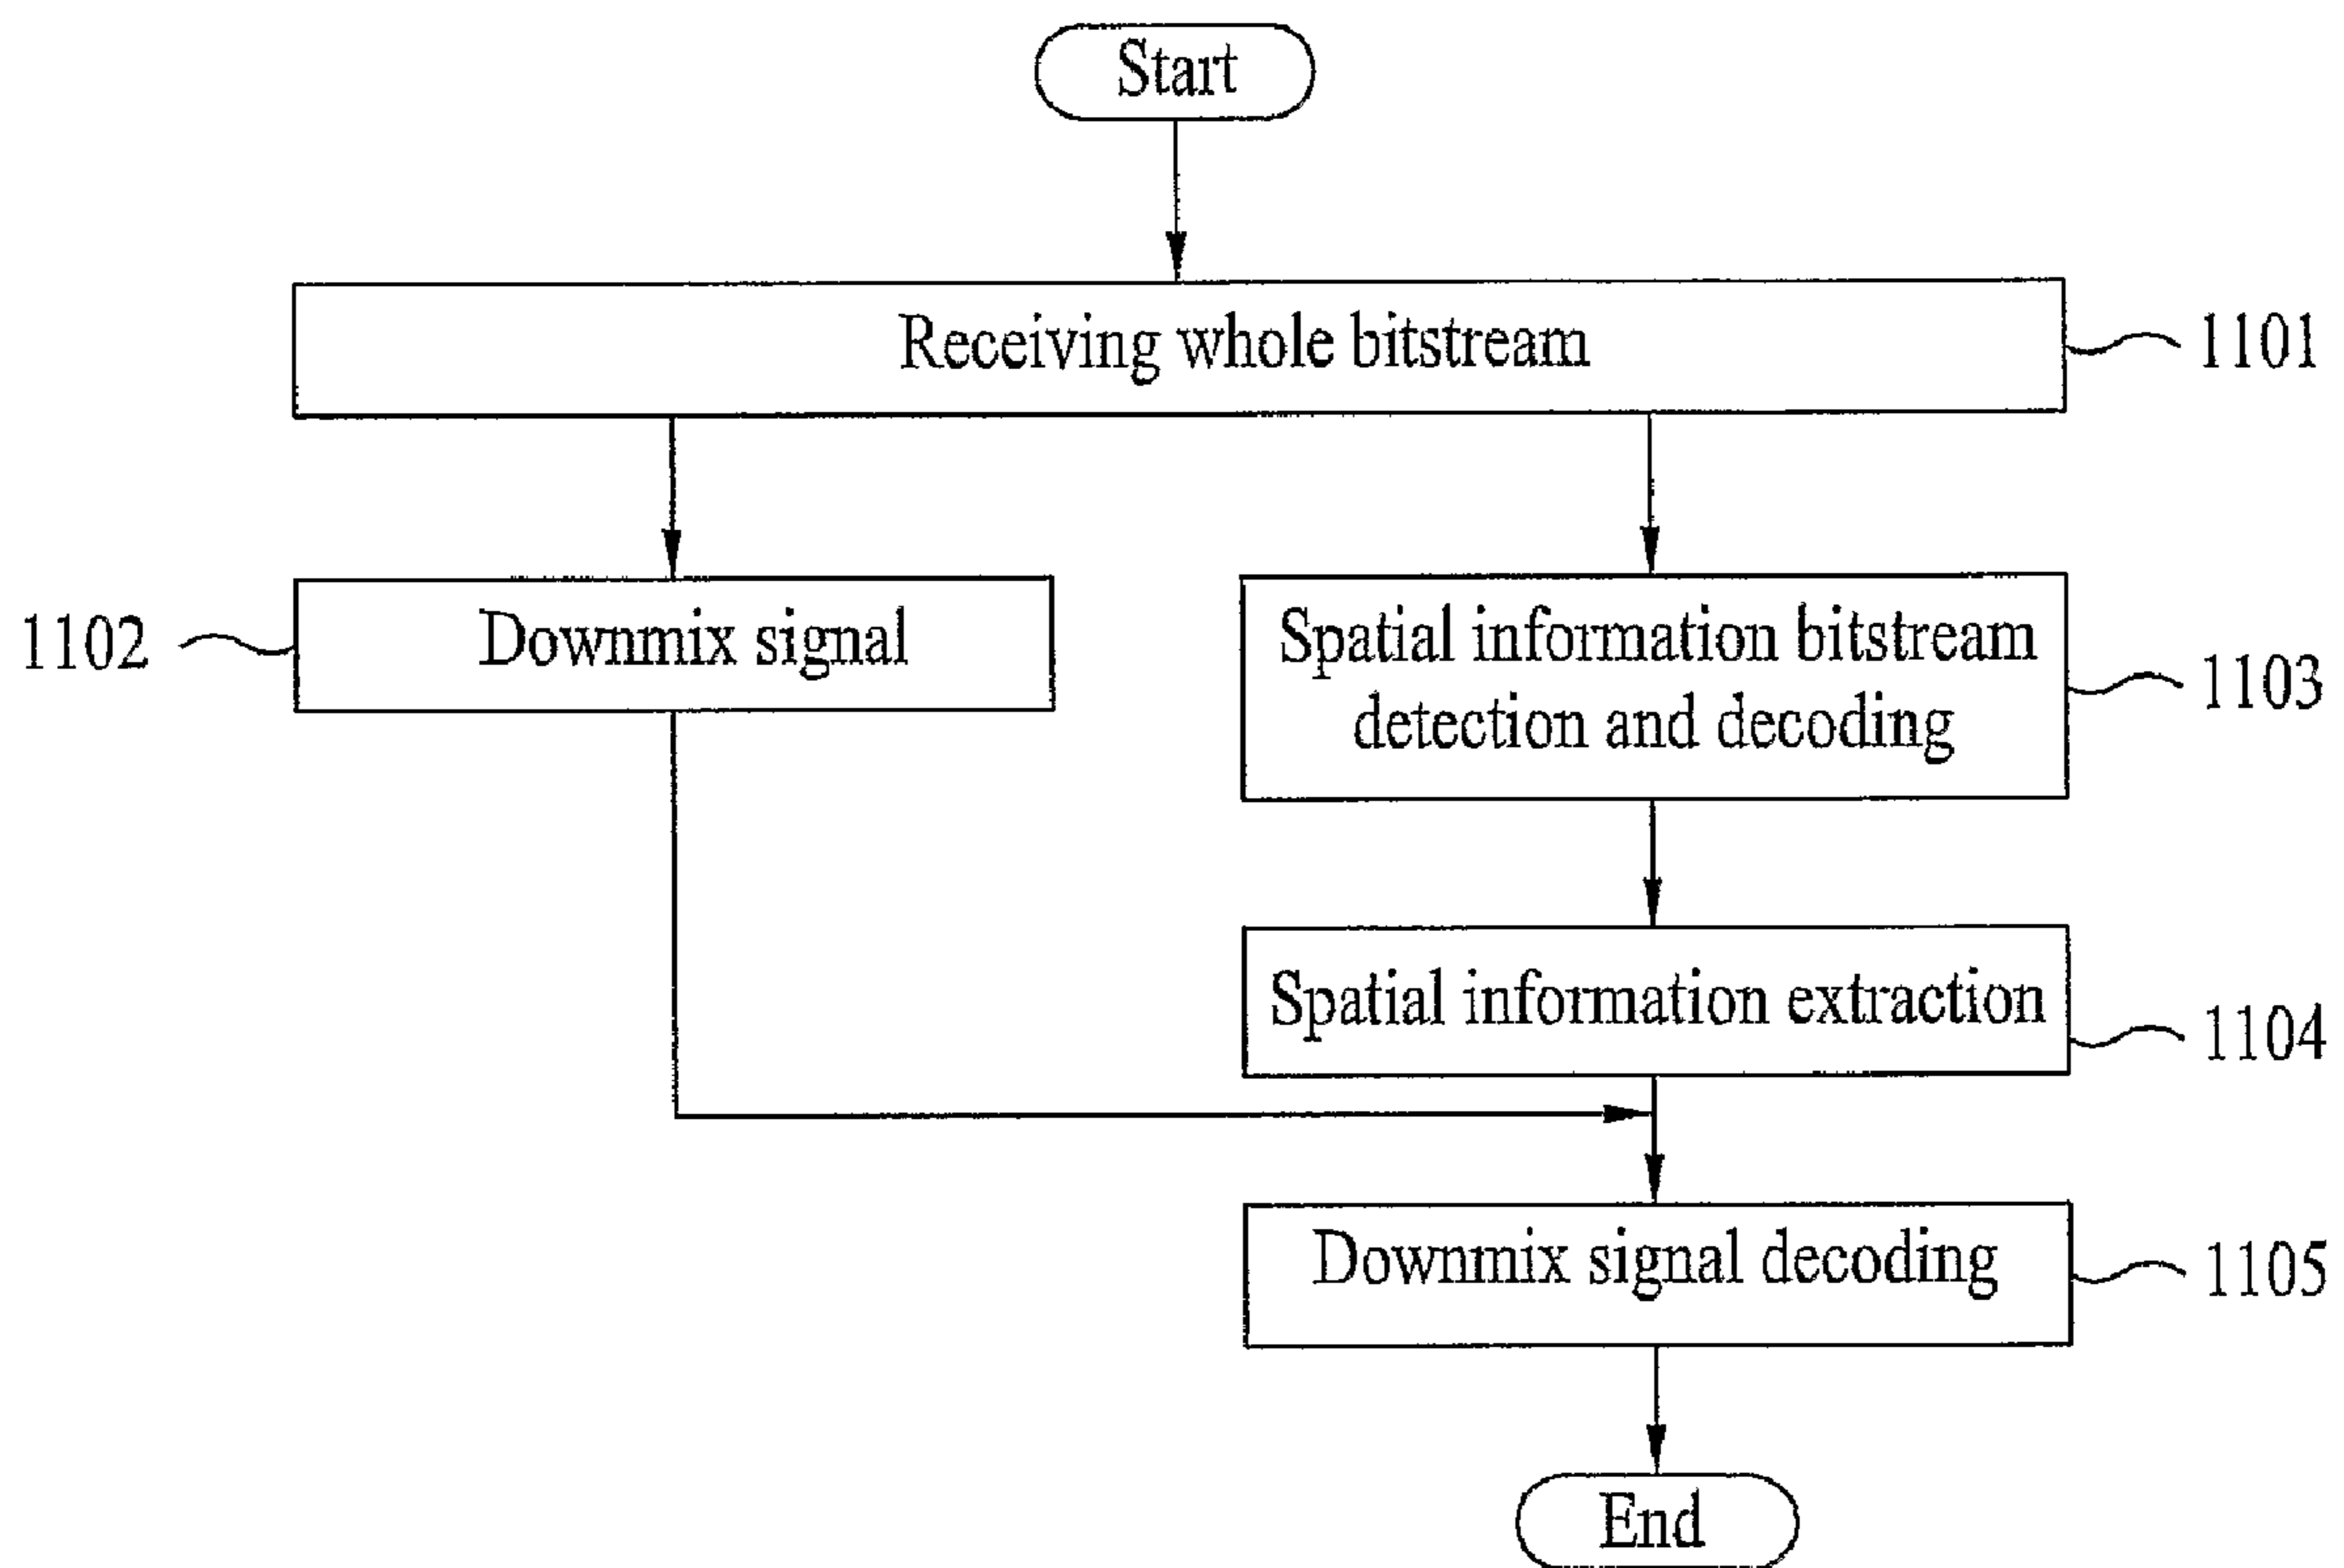 Start
Receiving whole bitstream
1101
1102
Downmix signal
Spatial information bitstream
detection and decoding
1103
Spatial information extraction
1104
Downmix signal decoding
1105
End